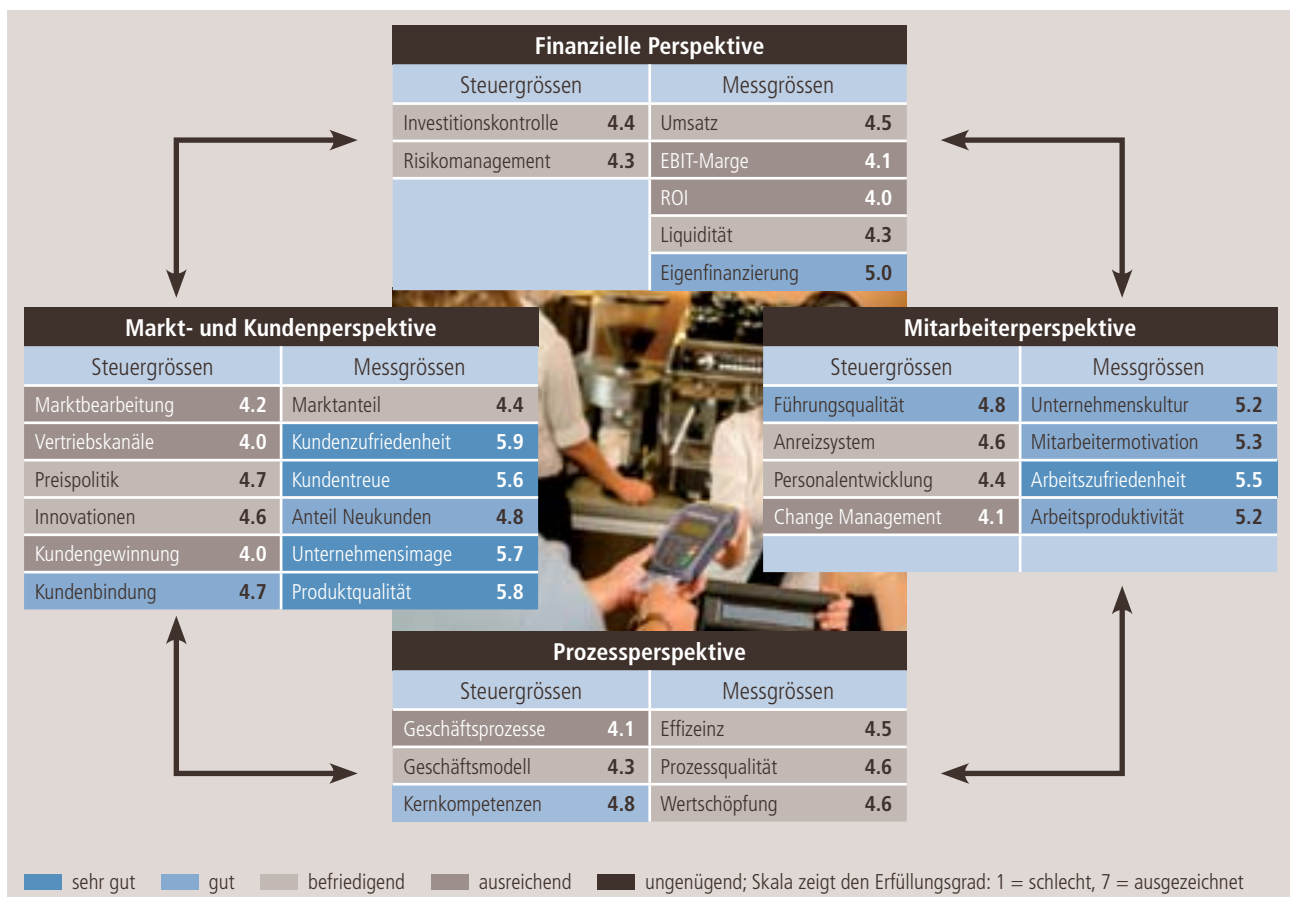 Finanzielle Perspektive
Steuergrössen Messgrössen
Investitionskontrolle 4.4 Umsatz 4.5
Risikomanagement 4.3 EBIT-Marge 4.1
ROI 4.0
Liquidität 4.3
Eigenfinanzierung 5.0
Markt- und Kundenperspektive
Steuergrössen Messgrössen
Marktbearbeitung 4.2 Marktanteil 4.4
Vertriebskanäle 4.0 Kundenzufriedenheit 5.9
Preispolitik 4.7 Kundentreue 5.6
Innovationen 4.6 Anteil Neukunden 4.8
Kundengewinnung 4.0 Unternehmensimage 5.7
Kundenbindung 4.7 Produktqualität 5.8
Mitarbeiterperspektive
Steuergrössen Messgrössen
Führungsqualität 4.8 Unternehmenskultur 5.2
Anreizsystem 4.6 Mitarbeitermotivation 5.3
Personalentwicklung 4.4 Arbeitszufriedenheit 5.5
Change Management 4.1 Arbeitsproduktivität 5.2
Prozessperspektive
Steuergrössen Messgrössen
Geschäftsprozesse 4.1 Effizeinz 4.5
Geschäftsmodell 4.3 Prozessqualität 4.6
Kernkompetenzen 4.8 Wertschöpfung 4.6
sehr gut gut befriedigend ausreichend ungenügend; Skala zeigt den Erfüllungsgrad: 1 = schlecht, 7 = ausgezeichnet